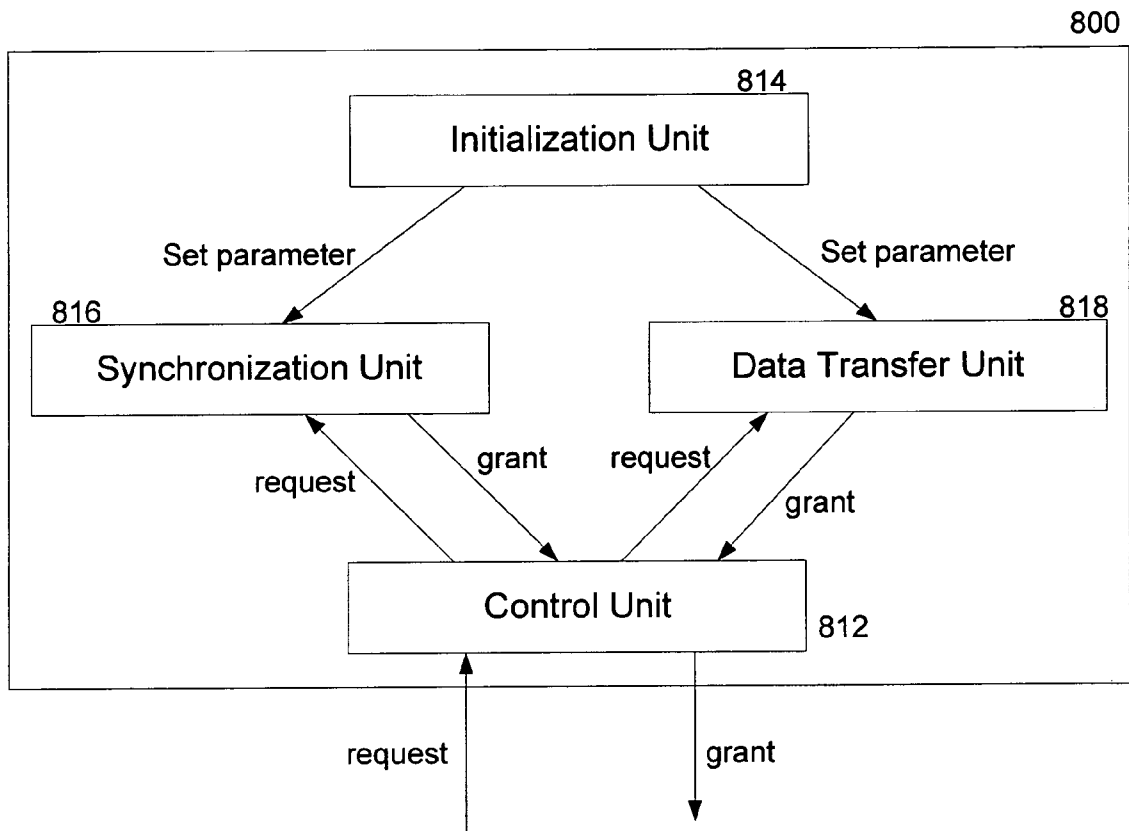 800
814
Initialization Unit
Set parameter
Set parameter
816
818
Synchronization Unit
Data Transfer Unit
request
grant
request
grant
Control Unit
812
request
grant